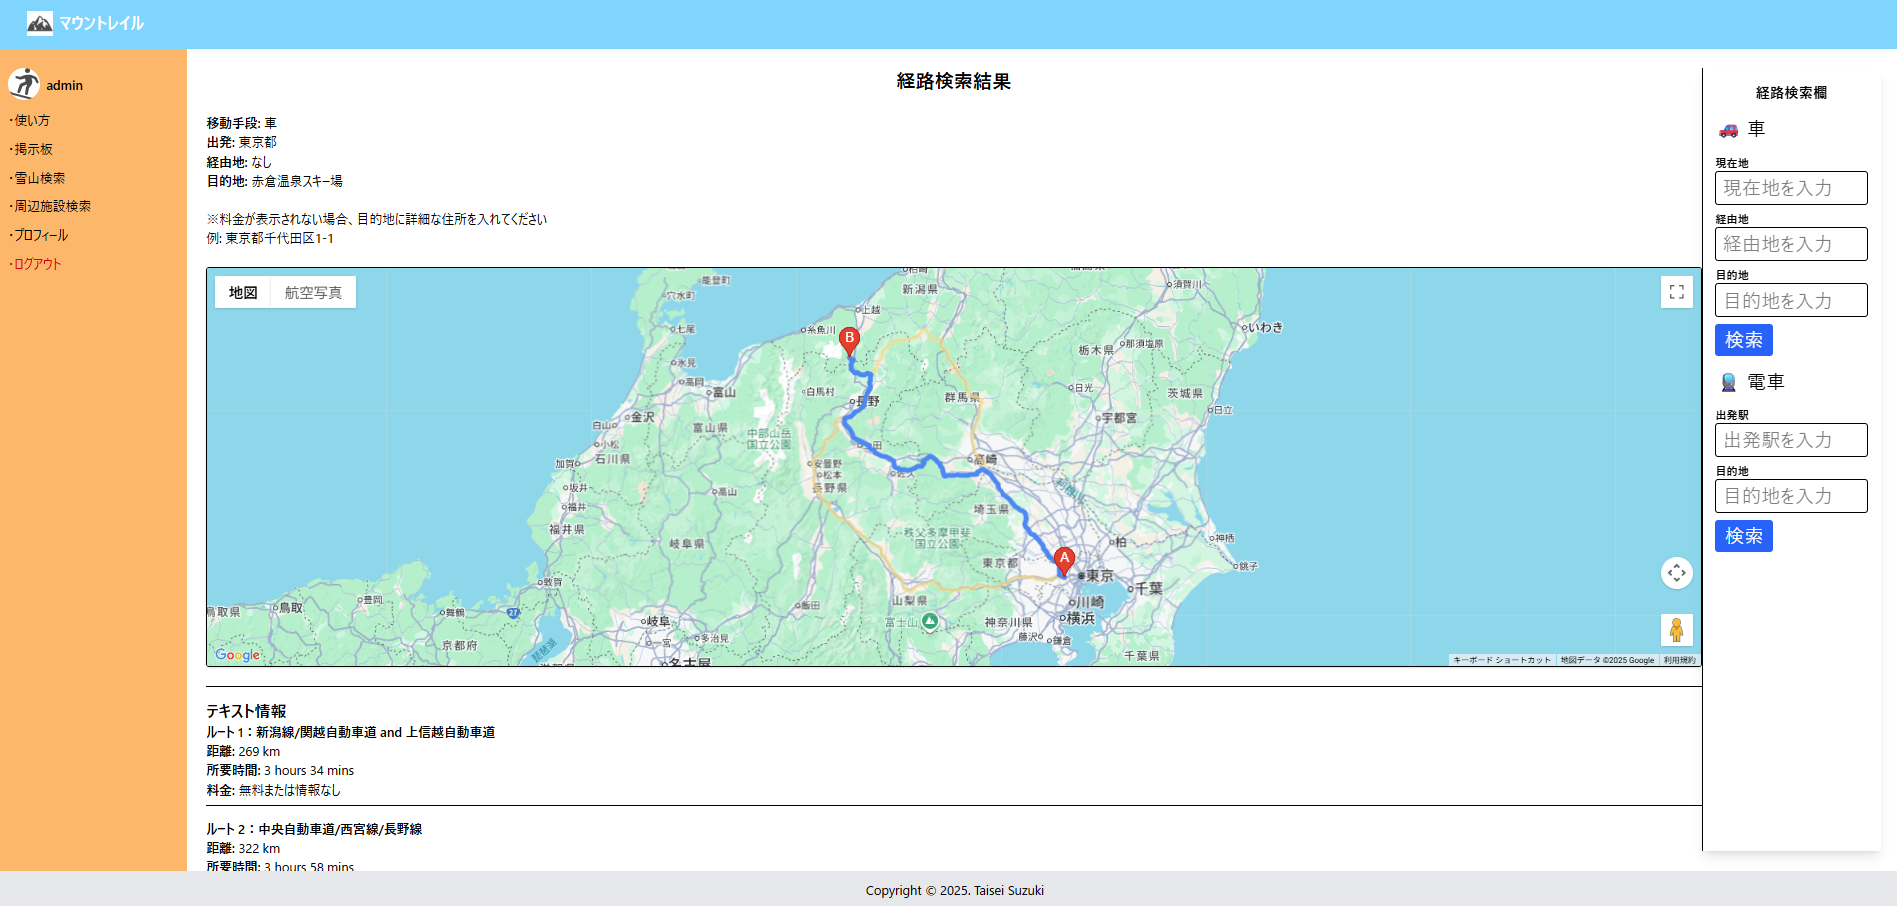 マウントレイル
admin
・使い方
・掲示板
・雪山検索
・周辺施設検索
・プロフィール
・ログアウト
経路検索結果
移動手段: 車
出発: 東京都
経由地: なし
目的地: 赤倉温泉スキー場
※料金が表示されない場合、目的地に詳細な住所を入れてください
例: 東京都千代田区1-1
地図
航空写真
能登町
穴水町
七尾
氷見
高岡
富山
金沢
白山
小松
加賀
石川県
富山県
中部山岳
国立公園
坂井
福井
福井県
高山
岐阜県
敦賀
豊岡
鳥取
鳥取県
舞鶴
27
京都府
琵琶湖
岐阜
一宮
多治見
名古屋
飯田
柏崎
新潟県
上越
糸魚川
B
白馬村
長野
安曇野
松本
長野県
群馬県
高崎
利根川
埼玉県
秩父多摩甲斐
国立公園
東京都
山梨県
富士山
神奈川県
藤沢
鎌倉
A
東京
川崎
横浜
千葉
千葉県
柏
神栖
銚子
福島県
須賀川
いわき
栃木県
那須塩原
日光
茨城県
日立
宇都宮
Google
キーボード ショートカット
地図データ ©2025 Google
利用規約
テキスト情報
ルート 1：新潟線/関越自動車道 and 上信越自動車道
距離: 269 km
所要時間: 3 hours 34 mins
料金: 無料または情報なし
ルート 2：中央自動車道/西宮線/長野線
距離: 322 km
所要時間: 3 hours 58 mins
経路検索欄
車
現在地
現在地を入力
経由地
経由地を入力
目的地
目的地を入力
検索
電車
出発駅
出発駅を入力
目的地
目的地を入力
検索
Copyright © 2025. Taisei Suzuki